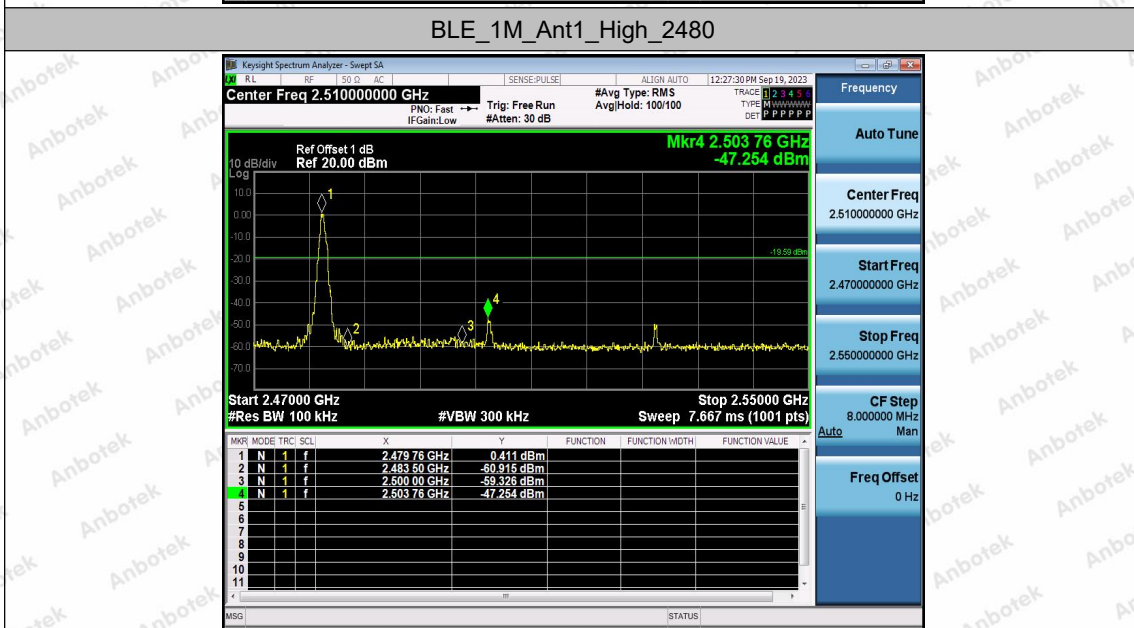 BLE_1M_Ant1_High_2480
Keysight Spectrum Analyzer - Swept SA
LXI RL RF 50 Ω AC SENSE:PULSE ALIGN AUTO 12:27:30 PM Sep 19, 2023
Center Freq 2.510000000 GHz
PNO: Fast
IFGain:Low
Trig: Free Run
#Atten: 30 dB
#Avg Type: RMS
Avg|Hold: 100/100
TRACE 1 2 3 4 5 6
TYPE M W W W W W
DET P P P P P P
Ref Offset 1 dB
10 dB/div Ref 20.00 dBm
Log
Mkr4 2.503 76 GHz
-47.254 dBm
10.0
0.00
-10.0
-20.0
-30.0
-40.0
-50.0
-60.0
-70.0
1
2
3
4
-19.59 dBm
Start 2.47000 GHz Stop 2.55000 GHz
#Res BW 100 kHz #VBW 300 kHz Sweep 7.667 ms (1001 pts)
MKR MODE TRC SCL X Y FUNCTION FUNCTION WIDTH FUNCTION VALUE
1 N 1 f 2.479 76 GHz 0.411 dBm
2 N 1 f 2.483 50 GHz -60.915 dBm
3 N 1 f 2.500 00 GHz -59.326 dBm
4 N 1 f 2.503 76 GHz -47.254 dBm
5
6
7
8
9
10
11
MSG STATUS
Frequency
Auto Tune
Center Freq
2.510000000 GHz
Start Freq
2.470000000 GHz
Stop Freq
2.550000000 GHz
CF Step
8.000000 MHz
Auto Man
Freq Offset
0 Hz
Anbotek